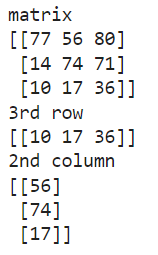 matrix
[[77 56 80]
 [14 74 71]
 [10 17 36]]
3rd row
[[10 17 36]]
2nd column
[[56]
 [74]
 [17]]